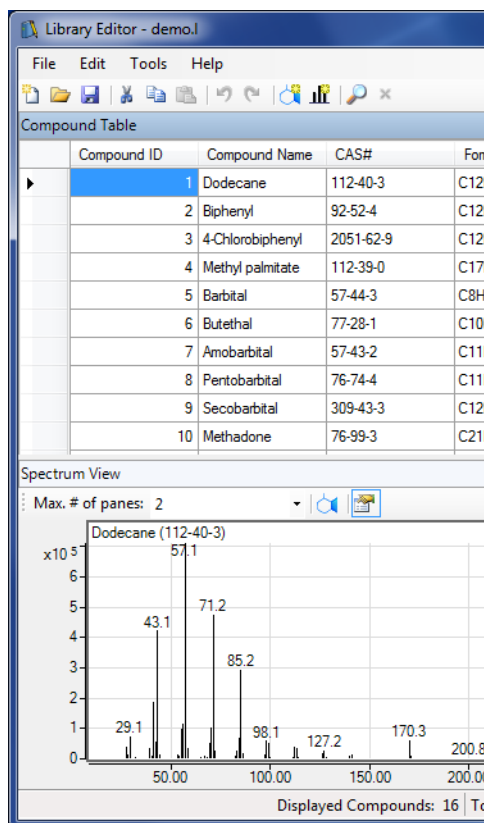 Library Editor - demo.l
File Edit Tools Help
Compound Table
Compound ID Compound Name CAS# For
1 Dodecane 112-40-3 C12
2 Biphenyl 92-52-4 C12
3 4-Chlorobiphenyl 2051-62-9 C12
4 Methyl palmitate 112-39-0 C17
5 Barbital 57-44-3 C8H
6 Butethal 77-28-1 C10
7 Amobarbital 57-43-2 C11
8 Pentobarbital 76-74-4 C11
9 Secobarbital 309-43-3 C12
10 Methadone 76-99-3 C21
Spectrum View
Max. # of panes: 2
Dodecane (112-40-3)
x10 5
57.1
6
5
71.2
4
43.1
3
85.2
2
1
29.1
98.1
127.2
170.3
200.8
0
50.00 100.00 150.00 200.00
Displayed Compounds: 16 To